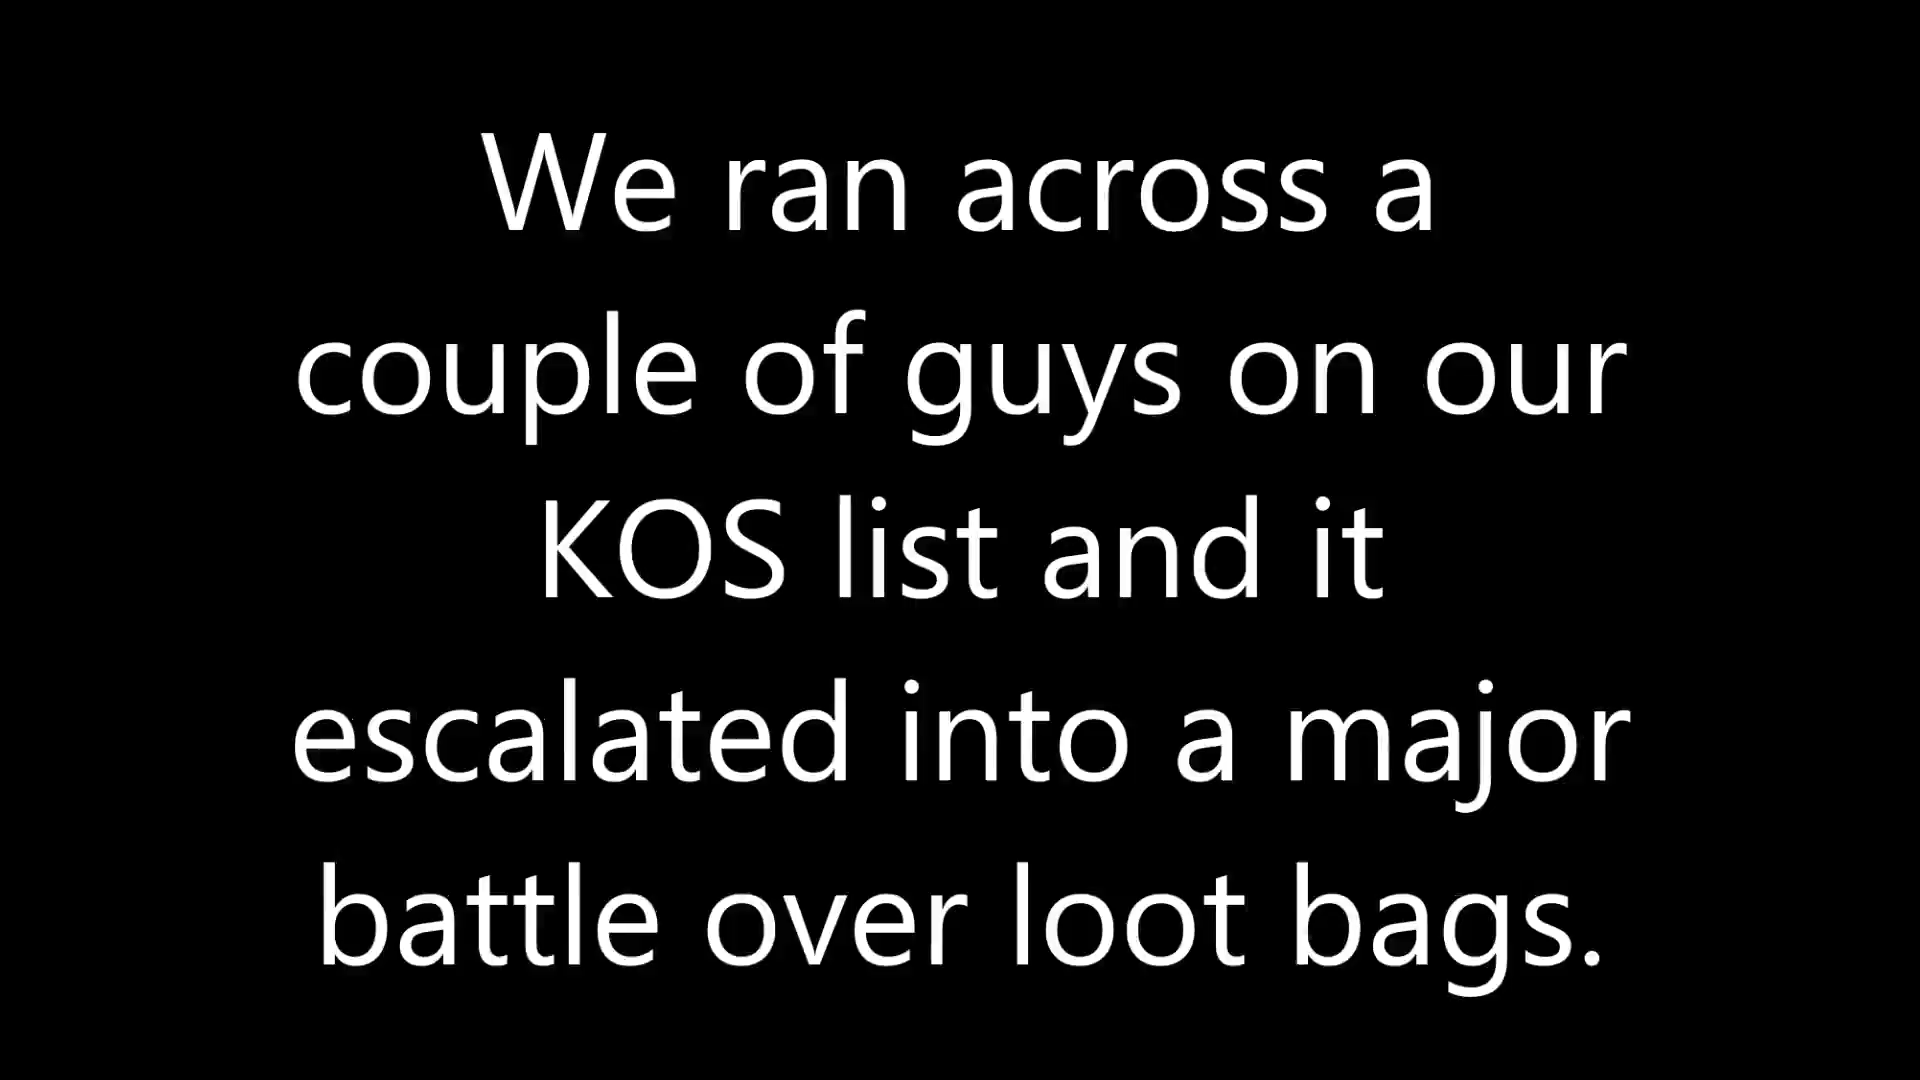 We ran across a
couple of guys on our
KOS list and it
escalated into a major
battle over loot bags.